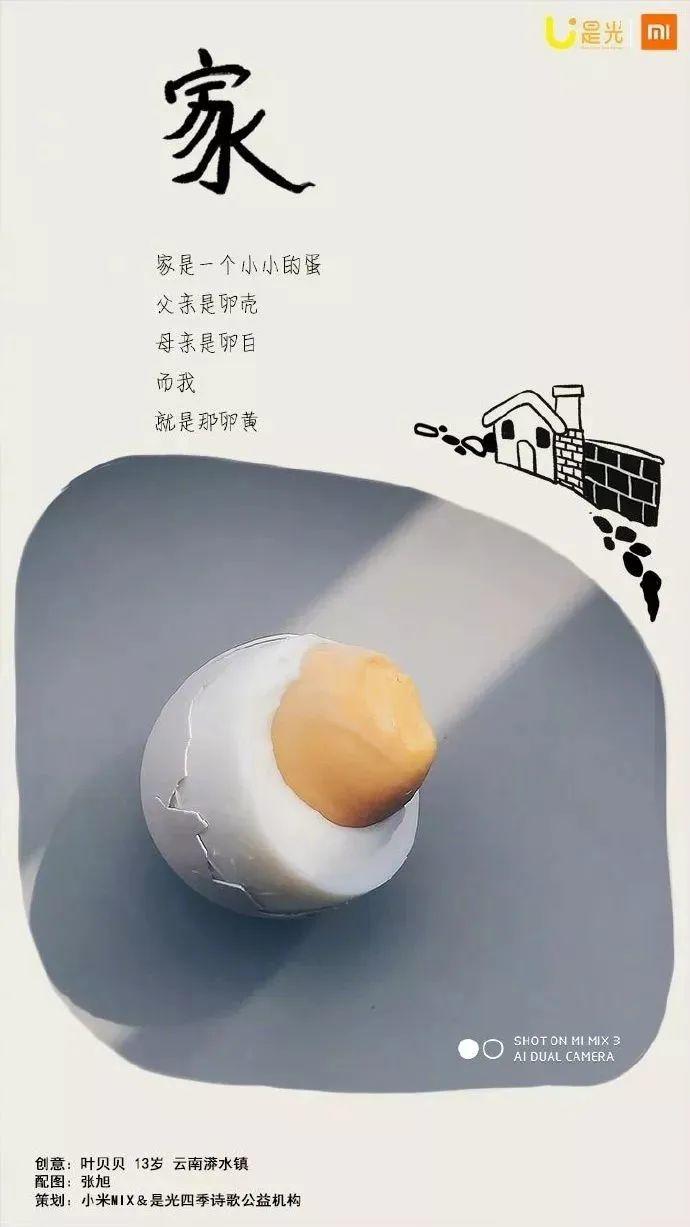 是光
mi
家
家是一个小小的蛋
父亲是卵壳
母亲是卵白
而我
就是那卵黄
SHOT ON MI MIX 3
AI DUAL CAMERA
创意：叶贝贝 13岁 云南漭水镇
配图：张旭
策划：小米MIX＆是光四季诗歌公益机构